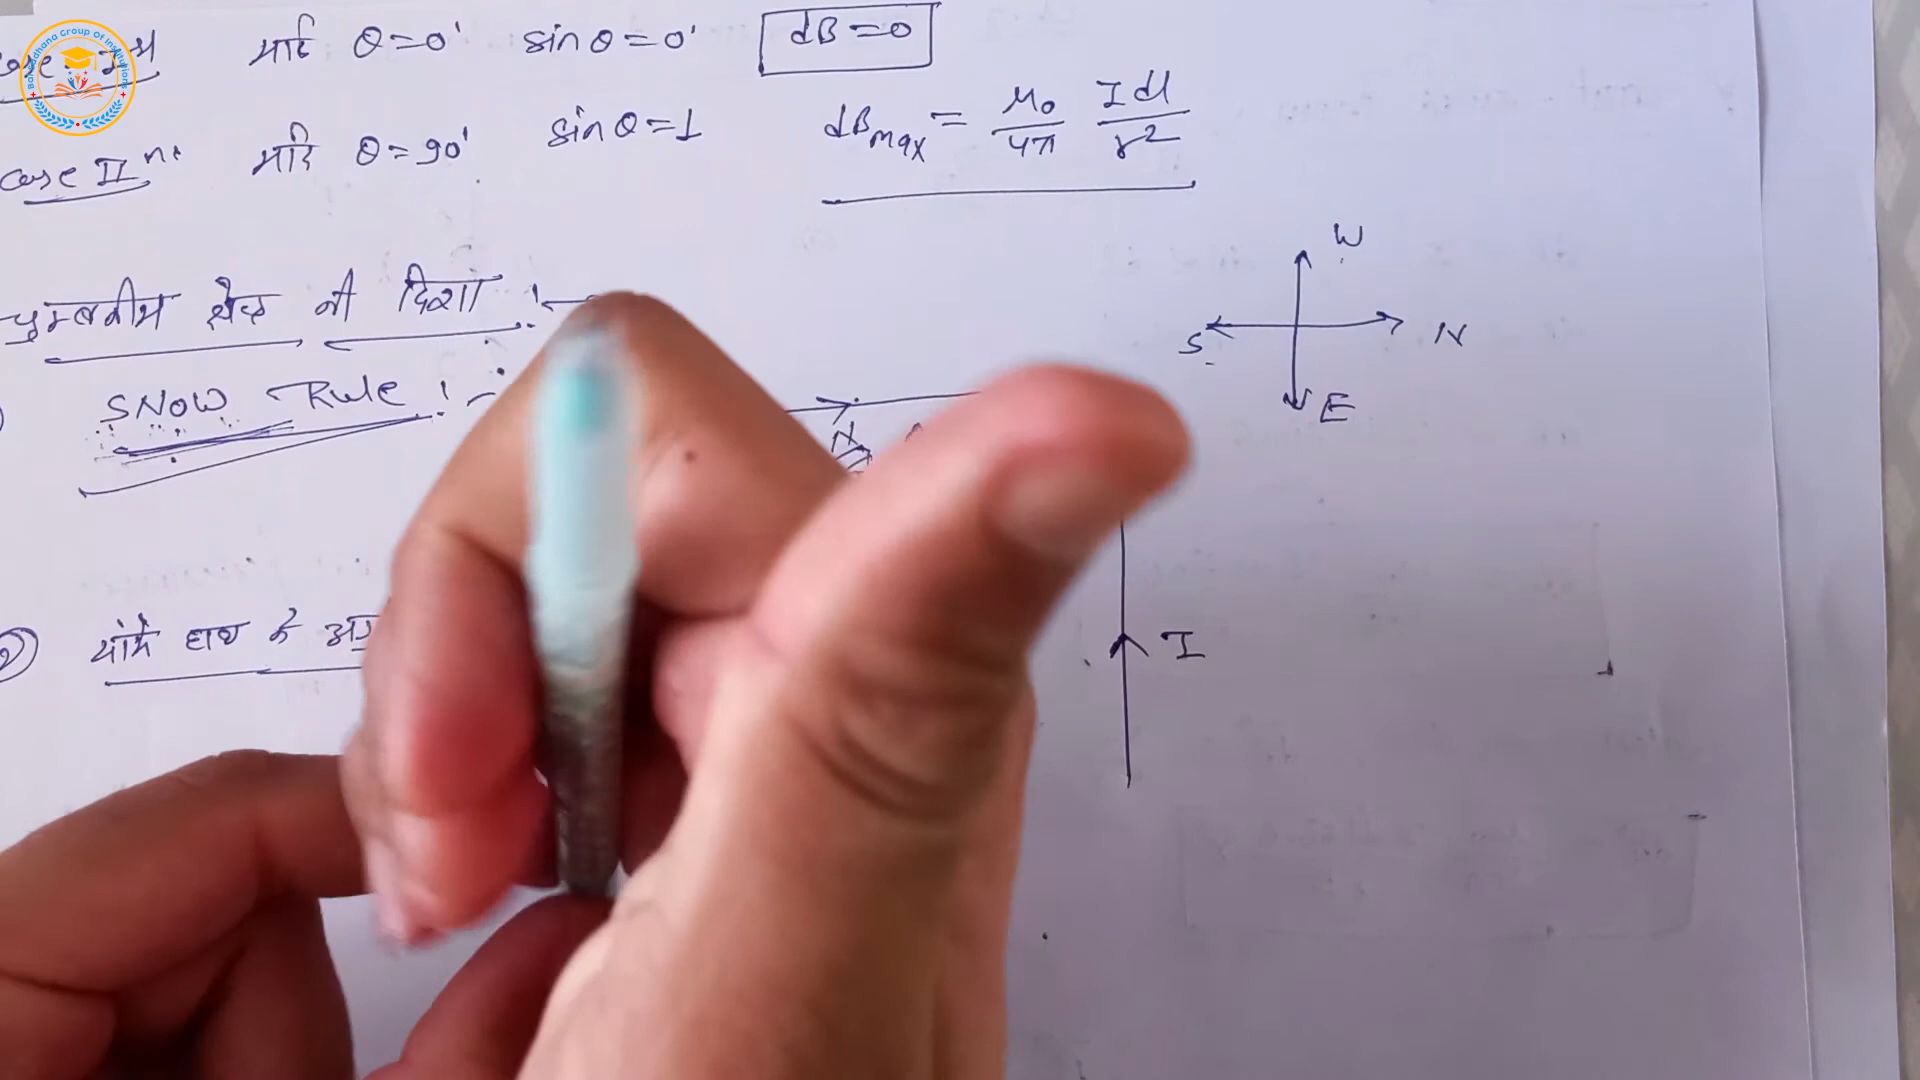 यदि θ=0' sinθ=0' dB=0
case IInd यदि θ=90' sinθ=1 dBmax = μ0/4π Idl/r²
W
S N
E
चुम्बकीय क्षेत्र की दिशा :-
SNOW Rule :-
N
② दांये हाथ के
I